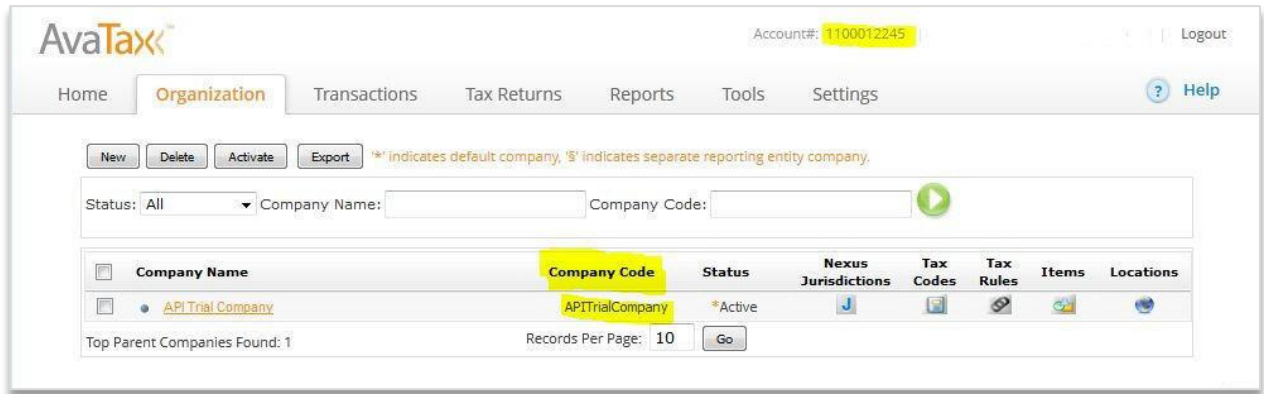 AvaTax
Account#: 1100012245 | Logout
Home Organization Transactions Tax Returns Reports Tools Settings ? Help
New Delete Activate Export '*' indicates default company, '§' indicates separate reporting entity company.
Status: All Company Name: Company Code:
Company Name Company Code Status Nexus Jurisdictions Tax Codes Tax Rules Items Locations
API Trial Company APITrialCompany *Active J
Top Parent Companies Found: 1 Records Per Page: 10 Go